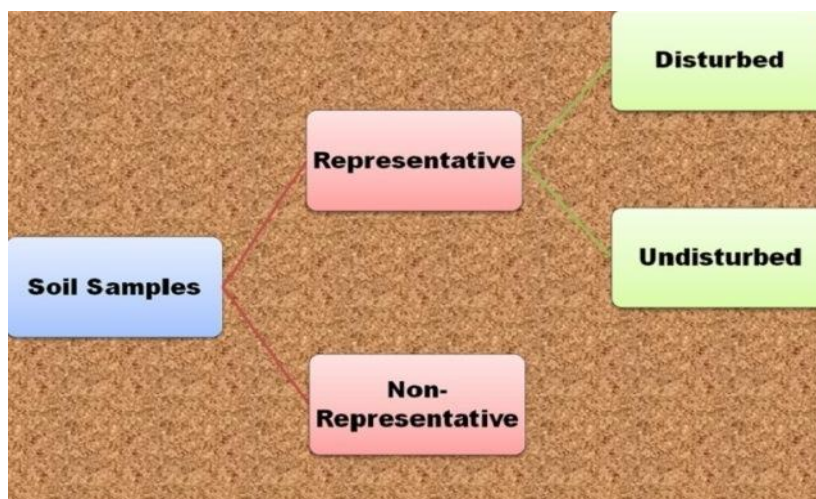 Soil Samples
Representative
Non-
Representative
Disturbed
Undisturbed